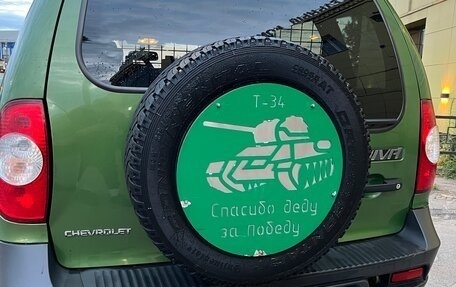 T-34
Спасибо деду
за победу
CHEVROLET
NIVA